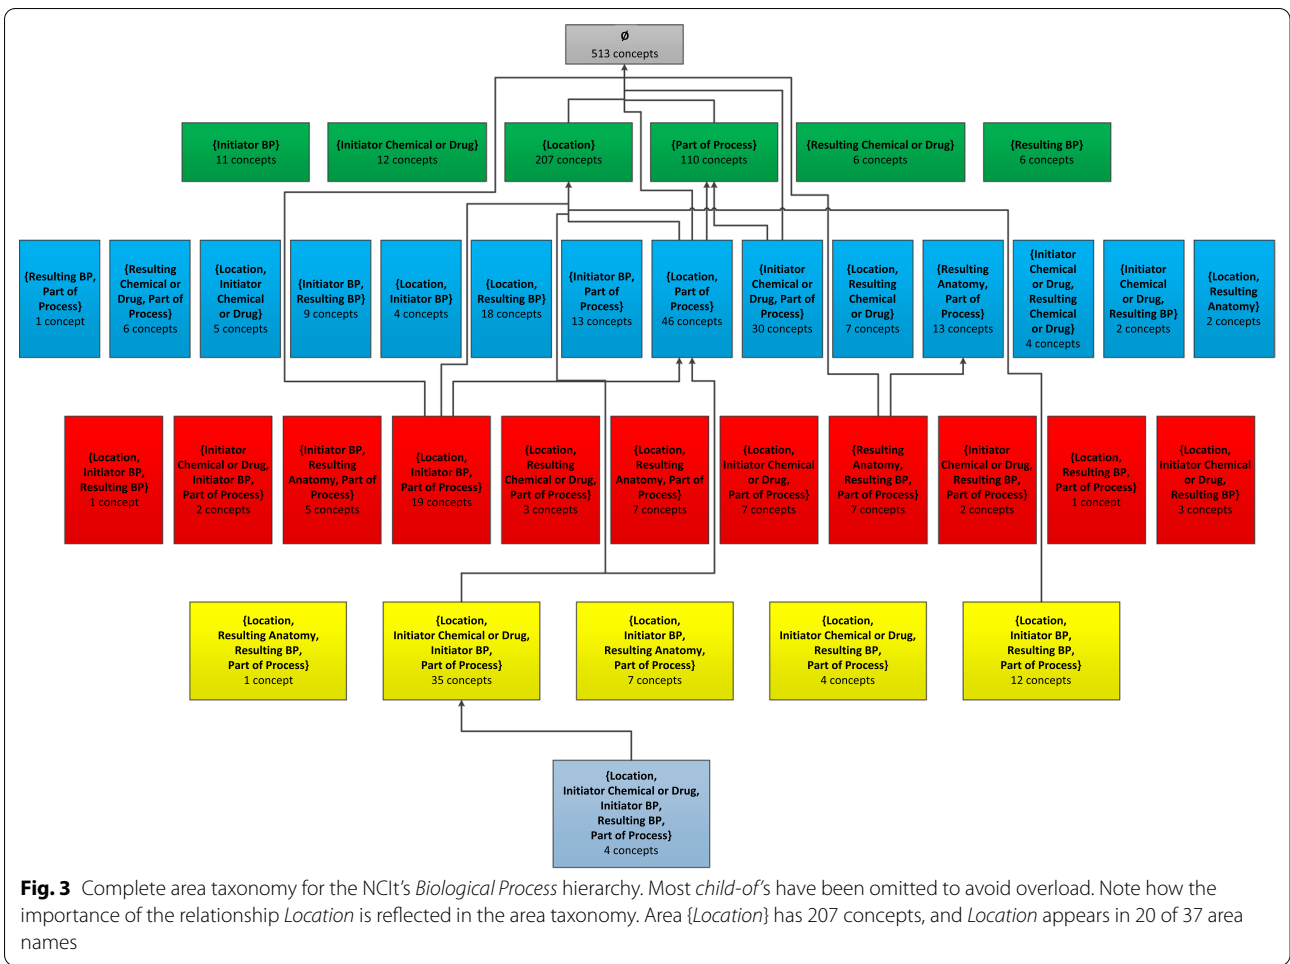 Ø
513 concepts
{Initiator BP}
11 concepts
{Initiator Chemical or Drug}
12 concepts
{Location}
207 concepts
{Part of Process}
110 concepts
{Resulting Chemical or Drug}
6 concepts
{Resulting BP}
6 concepts
{Resulting BP,
Part of
Process}
1 concept
{Resulting
Chemical or
Drug, Part of
Process}
6 concepts
{Location,
Initiator
Chemical
or Drug}
5 concepts
{Initiator BP,
Resulting BP}
9 concepts
{Location,
Initiator BP}
4 concepts
{Location,
Resulting BP}
18 concepts
{Initiator BP,
Part of
Process}
13 concepts
{Location,
Part of
Process}
46 concepts
{Initiator
Chemical or
Drug, Part of
Process}
30 concepts
{Location,
Resulting
Chemical
or Drug}
7 concepts
{Resulting
Anatomy,
Part of
Process}
13 concepts
{Initiator
Chemical
or Drug,
Resulting
Chemical
or Drug}
4 concepts
{Initiator
Chemical
or Drug,
Resulting BP}
2 concepts
{Location,
Resulting
Anatomy}
2 concepts
{Location,
Initiator BP,
Resulting BP}
1 concept
{Initiator
Chemical or Drug,
Initiator BP,
Part of Process}
2 concepts
{Initiator BP,
Resulting
Anatomy, Part of
Process}
5 concepts
{Location,
Initiator BP,
Part of Process}
19 concepts
{Location,
Resulting
Chemical or Drug,
Part of Process}
3 concepts
{Location,
Resulting
Anatomy, Part of
Process}
7 concepts
{Location,
Initiator Chemical
or Drug,
Part of Process}
7 concepts
{Resulting
Anatomy,
Resulting BP,
Part of Process}
7 concepts
{Initiator
Chemical or Drug,
Resulting BP,
Part of Process}
2 concepts
{Location,
Resulting BP,
Part of Process}
1 concept
{Location,
Initiator Chemical
or Drug,
Resulting BP}
3 concepts
{Location,
Resulting Anatomy,
Resulting BP,
Part of Process}
1 concept
{Location,
Initiator Chemical or Drug,
Initiator BP,
Part of Process}
35 concepts
{Location,
Initiator BP,
Resulting Anatomy,
Part of Process}
7 concepts
{Location,
Initiator Chemical or Drug,
Resulting BP,
Part of Process}
4 concepts
{Location,
Initiator BP,
Resulting BP,
Part of Process}
12 concepts
{Location,
Initiator Chemical or Drug,
Initiator BP,
Resulting BP,
Part of Process}
4 concepts
Fig. 3 Complete area taxonomy for the NCIt's Biological Process hierarchy. Most child-of's have been omitted to avoid overload. Note how the
importance of the relationship Location is reflected in the area taxonomy. Area {Location} has 207 concepts, and Location appears in 20 of 37 area
names